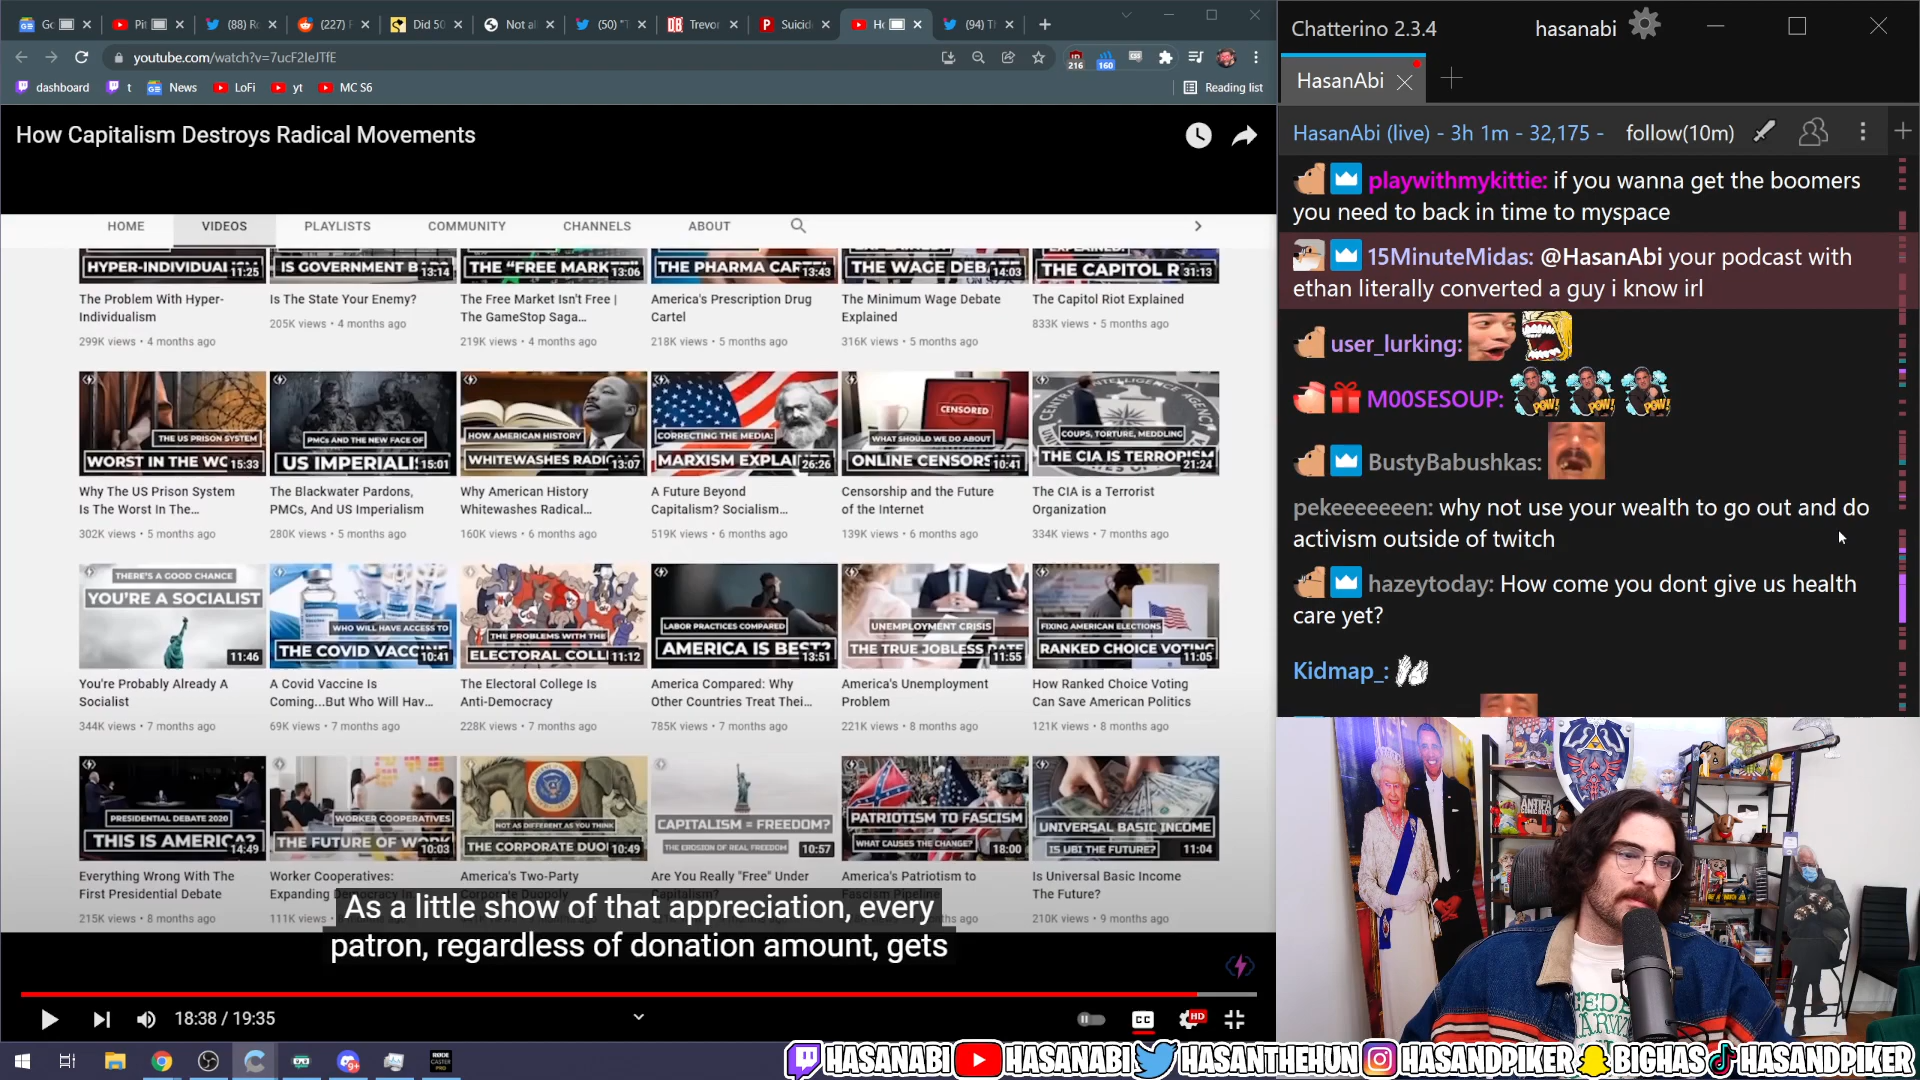 Go
Pit
(88) R
(227) F
Did 50
Not a
(50) "T
Trevor
Suicid
Ho
(94) Th
youtube.com/watch?v=7ucF2IeJTfE
216
160
dashboard
t
News
LoFi
yt
MC S6
Reading list
How Capitalism Destroys Radical Movements
HOME
VIDEOS
PLAYLISTS
COMMUNITY
CHANNELS
ABOUT
HYPER-INDIVIDUAL
11:25
IS GOVERNMENT B
13:14
THE "FREE MARK
13:06
THE PHARMA CAR
13:43
THE WAGE DEBA
14:03
THE CAPITOL R
31:13
The Problem With Hyper-
Individualism
299K views • 4 months ago
Is The State Your Enemy?
205K views • 4 months ago
The Free Market Isn't Free |
The GameStop Saga...
219K views • 4 months ago
America's Prescription Drug
Cartel
218K views • 5 months ago
The Minimum Wage Debate
Explained
316K views • 5 months ago
The Capitol Riot Explained
833K views • 5 months ago
THE US PRISON SYSTEM
WORST IN THE WO
15:33
PMCs AND THE NEW FACE OF
US IMPERIALI
15:01
HOW AMERICAN HISTORY
WHITEWASHES RADI
13:07
CORRECTING THE MEDIA:
MARXISM EXPLAI
26:26
CENSORED
WHAT SHOULD WE DO ABOUT
ONLINE CENSORS
10:41
COUPS, TORTURE, MEDDLING
THE CIA IS TERRORISM
21:24
Why The US Prison System
Is The Worst In The...
302K views • 5 months ago
The Blackwater Pardons,
PMCs, And US Imperialism
280K views • 5 months ago
Why American History
Whitewashes Radical...
160K views • 6 months ago
A Future Beyond
Capitalism? Socialism...
519K views • 6 months ago
Censorship and the Future
of the Internet
139K views • 6 months ago
The CIA is a Terrorist
Organization
334K views • 7 months ago
THERE'S A GOOD CHANCE
YOU'RE A SOCIALIST
11:46
WHO WILL HAVE ACCESS TO
THE COVID VACC
10:41
THE PROBLEMS WITH THE
ELECTORAL COLL
11:12
LABOR PRACTICES COMPARED
AMERICA IS BEST?
13:51
UNEMPLOYMENT CRISIS
THE TRUE JOBLESS RATE
11:55
FIXING AMERICAN ELECTIONS
RANKED CHOICE VOTING
11:05
You're Probably Already A
Socialist
344K views • 7 months ago
A Covid Vaccine Is
Coming...But Who Will Hav...
69K views • 7 months ago
The Electoral College Is
Anti-Democracy
228K views • 7 months ago
America Compared: Why
Other Countries Treat Thei...
785K views • 7 months ago
America's Unemployment
Problem
221K views • 8 months ago
How Ranked Choice Voting
Can Save American Politics
121K views • 8 months ago
PRESIDENTIAL DEBATE 2020
THIS IS AMERICA?
14:49
WORKER COOPERATIVES
THE FUTURE OF W
10:03
NOT AS DIFFERENT AS YOU THINK
THE CORPORATE DUO
10:49
CAPITALISM = FREEDOM?
THE EROSION OF REAL FREEDOM
10:57
PATRIOTISM TO FASCISM
WHAT CAUSES THE CHANGE?
18:00
UNIVERSAL BASIC INCOME
IS UBI THE FUTURE?
11:04
Everything Wrong With The
First Presidential Debate
215K views • 8 months ago
Worker Cooperatives:
Expanding
111K views
America's Two-Party
Are You Really "Free" Under
America's Patriotism to
Is Universal Basic Income
The Future?
210K views • 9 months ago
As a little show of that appreciation, every
patron, regardless of donation amount, gets
18:38 / 19:35
CC
HD
Chatterino 2.3.4
hasanabi
HasanAbi
HasanAbi (live) - 3h 1m - 32,175 -
follow(10m)
playwithmykittie: if you wanna get the boomers
you need to back in time to myspace
15MinuteMidas: @HasanAbi your podcast with
ethan literally converted a guy i know irl
user_lurking:
M00SESOUP:
POW!
POW!
POW!
BustyBabushkas:
pekeeeeeeen: why not use your wealth to go out and do
activism outside of twitch
hazeytoday: How come you dont give us health
care yet?
Kidmap_:
HASANABI
HASANABI
HASANTHEHUN
HASANDPIKER
BIGHAS
HASANDPIKER